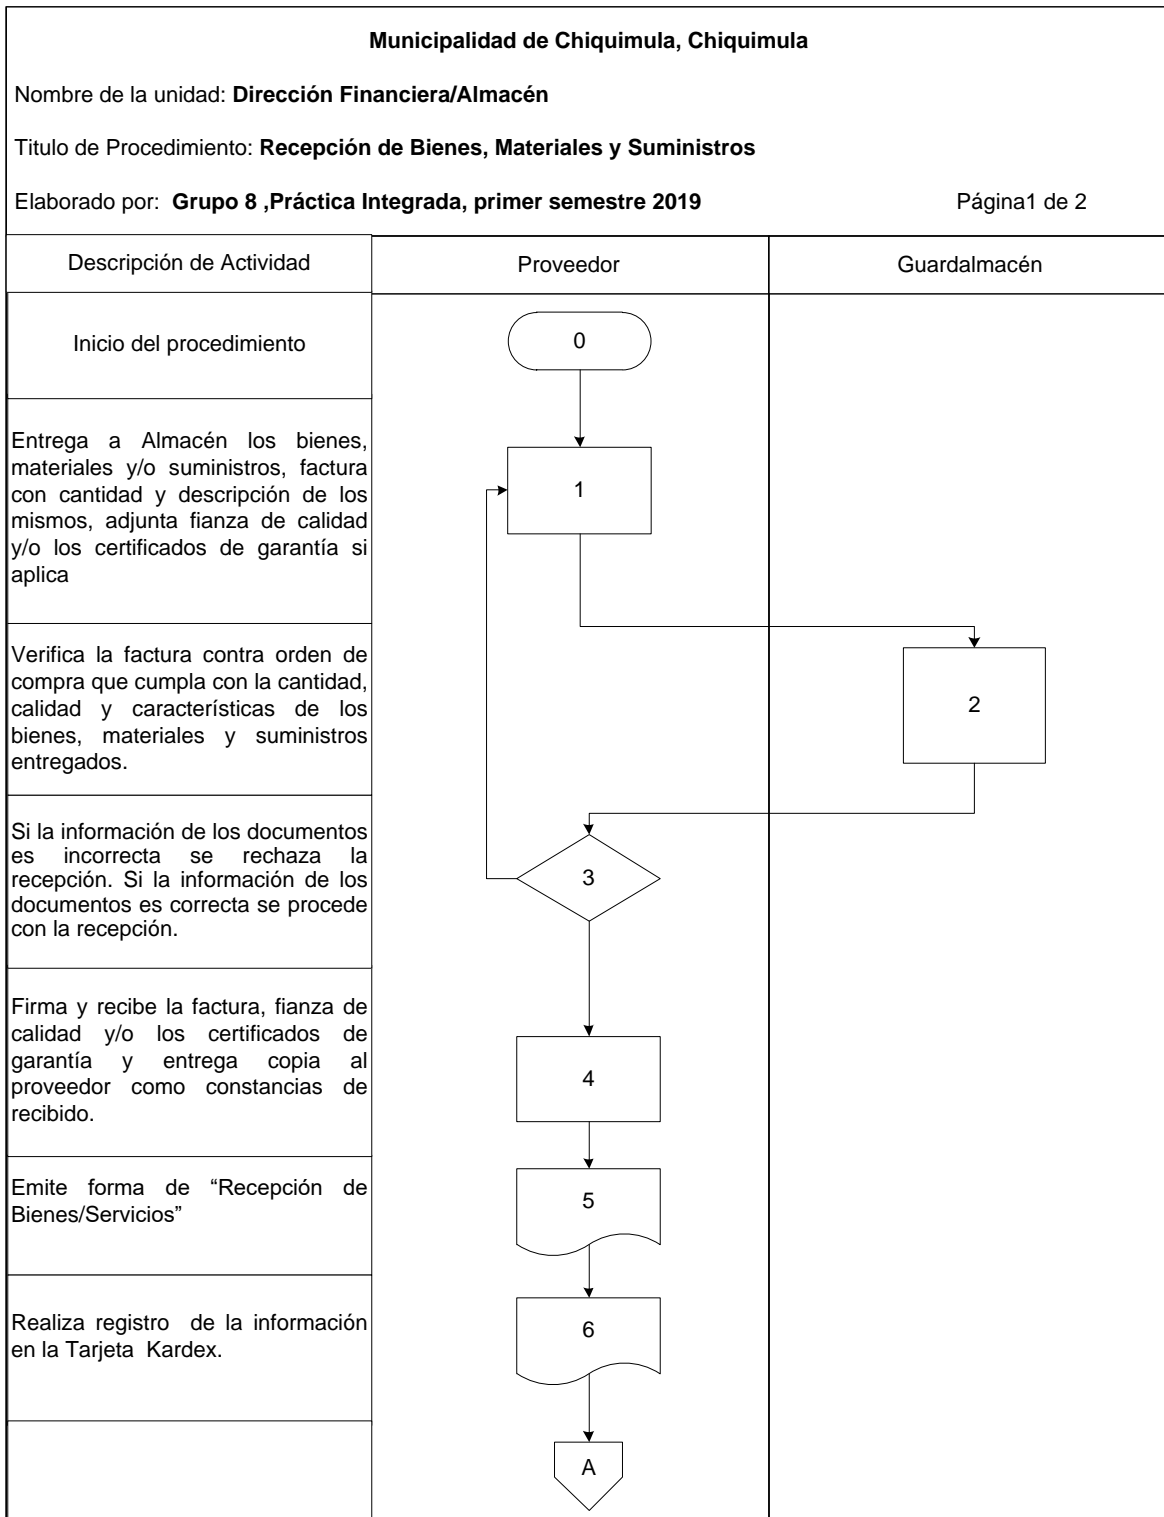 Municipalidad de Chiquimula, Chiquimula
Nombre de la unidad: Dirección Financiera/Almacén
Titulo de Procedimiento: Recepción de Bienes, Materiales y Suministros
Elaborado por: Grupo 8 ,Práctica Integrada, primer semestre 2019 Página1 de 2
Descripción de Actividad Proveedor Guardalmacén
Inicio del procedimiento
0
Entrega a Almacén los bienes,
materiales y/o suministros, factura
con cantidad y descripción de los
mismos, adjunta fianza de calidad
y/o los certificados de garantía si
aplica
1
Verifica la factura contra orden de
compra que cumpla con la cantidad,
calidad y características de los
bienes, materiales y suministros
entregados.
2
Si la información de los documentos
es incorrecta se rechaza la
recepción. Si la información de los
documentos es correcta se procede
con la recepción.
3
Firma y recibe la factura, fianza de
calidad y/o los certificados de
garantía y entrega copia al
proveedor como constancias de
recibido.
4
Emite forma de “Recepción de
Bienes/Servicios”
5
Realiza registro de la información
en la Tarjeta Kardex.
6
A